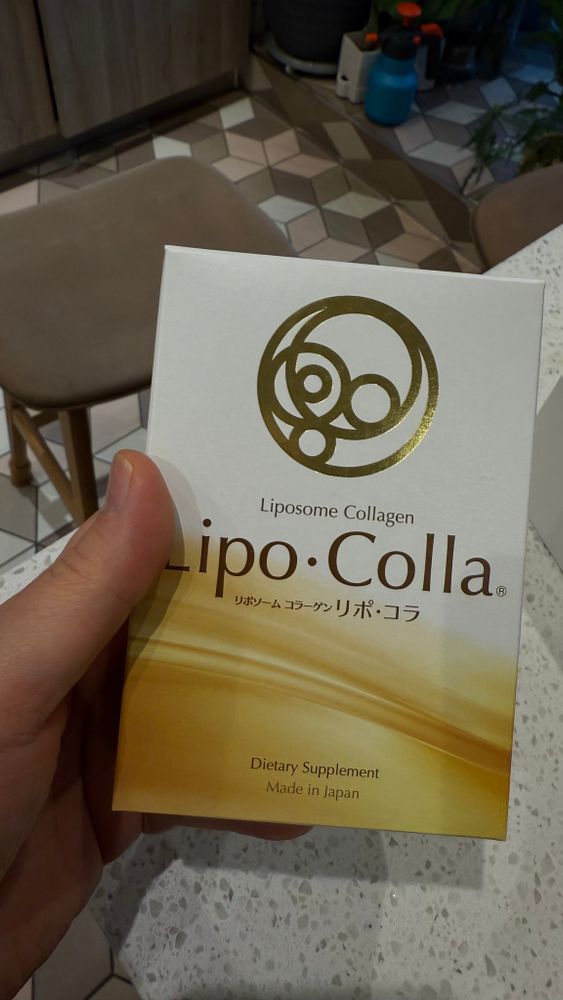 Liposome Collagen
Lipo·Colla®
リポソーム コラーゲン リポ・コラ
Dietary Supplement
Made in Japan